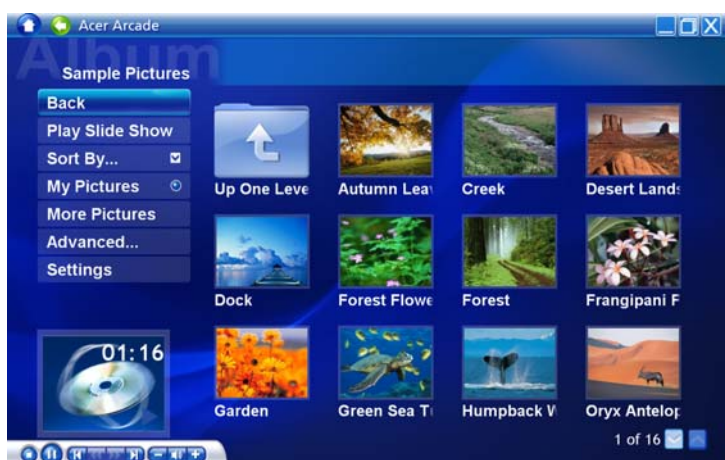 Acer Arcade
Album
Sample Pictures
Back
Play Slide Show
Sort By...
My Pictures
More Pictures
Advanced...
Settings
Up One Leve
Autumn Lea
Creek
Desert Lands
Dock
Forest Flowe
Forest
Frangipani F
Garden
Green Sea T
Humpback W
Oryx Antelop
01:16
1 of 16